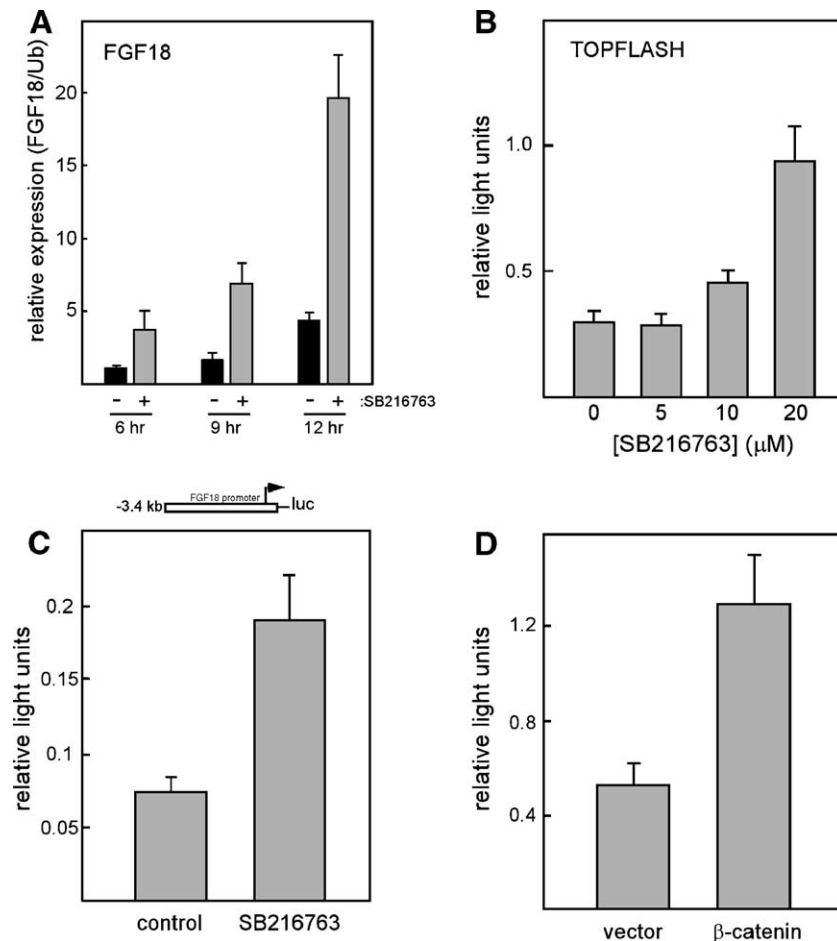 A
FGF18
relative expression (FGF18/Ub)
20
15
10
5
- + - + - + :SB216763
6 hr 9 hr 12 hr
B
TOPFLASH
relative light units
1.0
0.5
0 5 10 20
[SB216763] (μM)
-3.4 kb FGF18 promoter luc
C
relative light units
0.2
0.15
0.1
0.05
control SB216763
D
relative light units
1.2
0.8
0.4
vector β-catenin